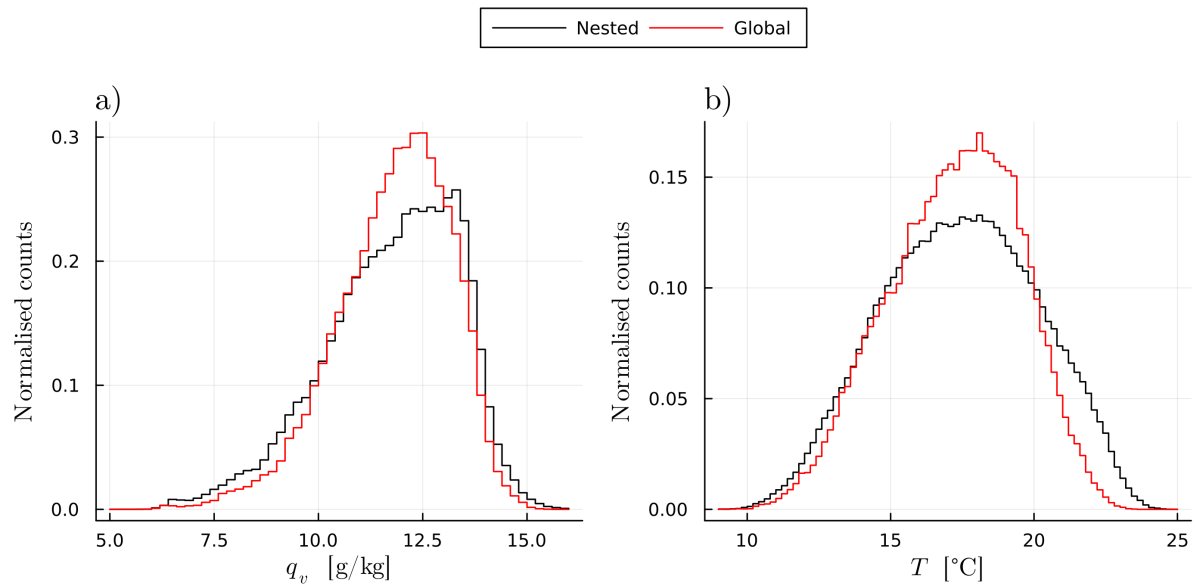 Nested Global
a)
0.3
0.2
0.1
0.0
Normalised counts
5.0 7.5 10.0 12.5 15.0
q_v [g/kg]
b)
0.15
0.10
0.05
0.00
Normalised counts
10 15 20 25
T [°C]